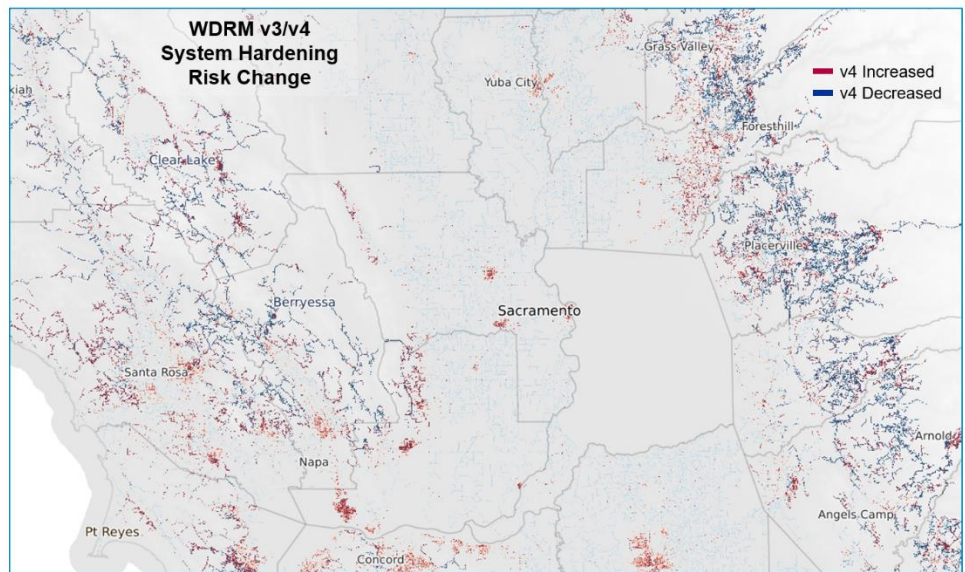 WDRM v3/v4
System Hardening
Risk Change
Grass Valley
v4 Increased
Yuba City
kiah
v4 Decreased
Foresthill
Clear Lake
Placerville
Berryessa
Sacramento
Santa Rosa
Arnold
Napa
Angels Camp
Pt Reyes
Concord